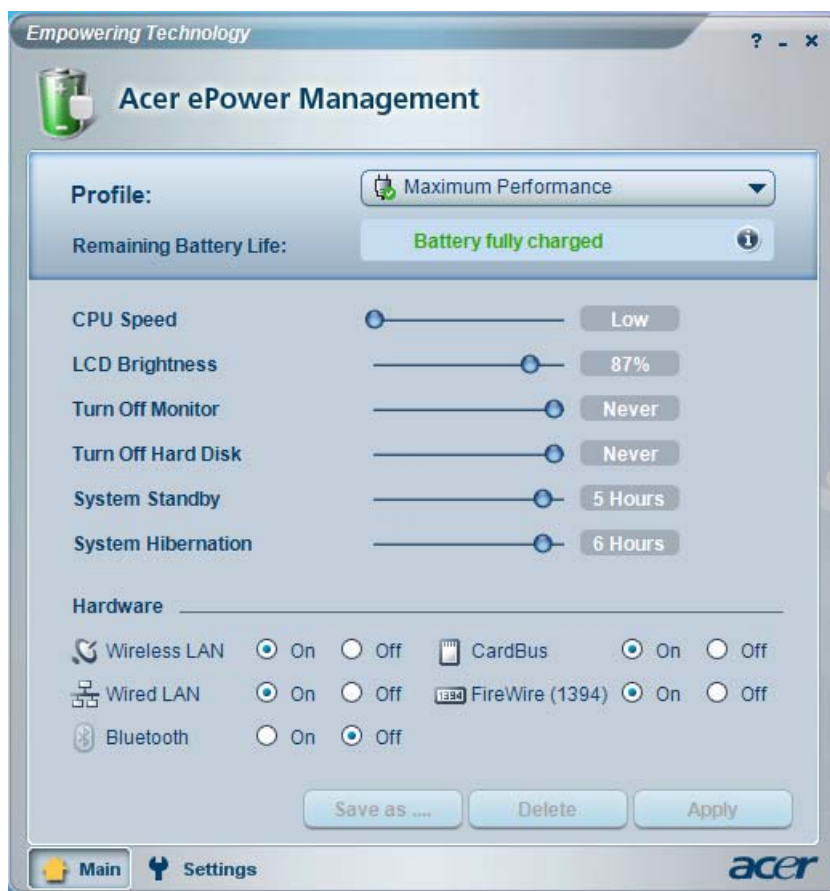 Empowering Technology
? - ×
Acer ePower Management
Profile: Maximum Performance
Remaining Battery Life: Battery fully charged
CPU Speed Low
LCD Brightness 87%
Turn Off Monitor Never
Turn Off Hard Disk Never
System Standby 5 Hours
System Hibernation 6 Hours
Hardware
Wireless LAN On Off CardBus On Off
Wired LAN On Off 1394 FireWire (1394) On Off
Bluetooth On Off
Save as .... Delete Apply
Main Settings acer